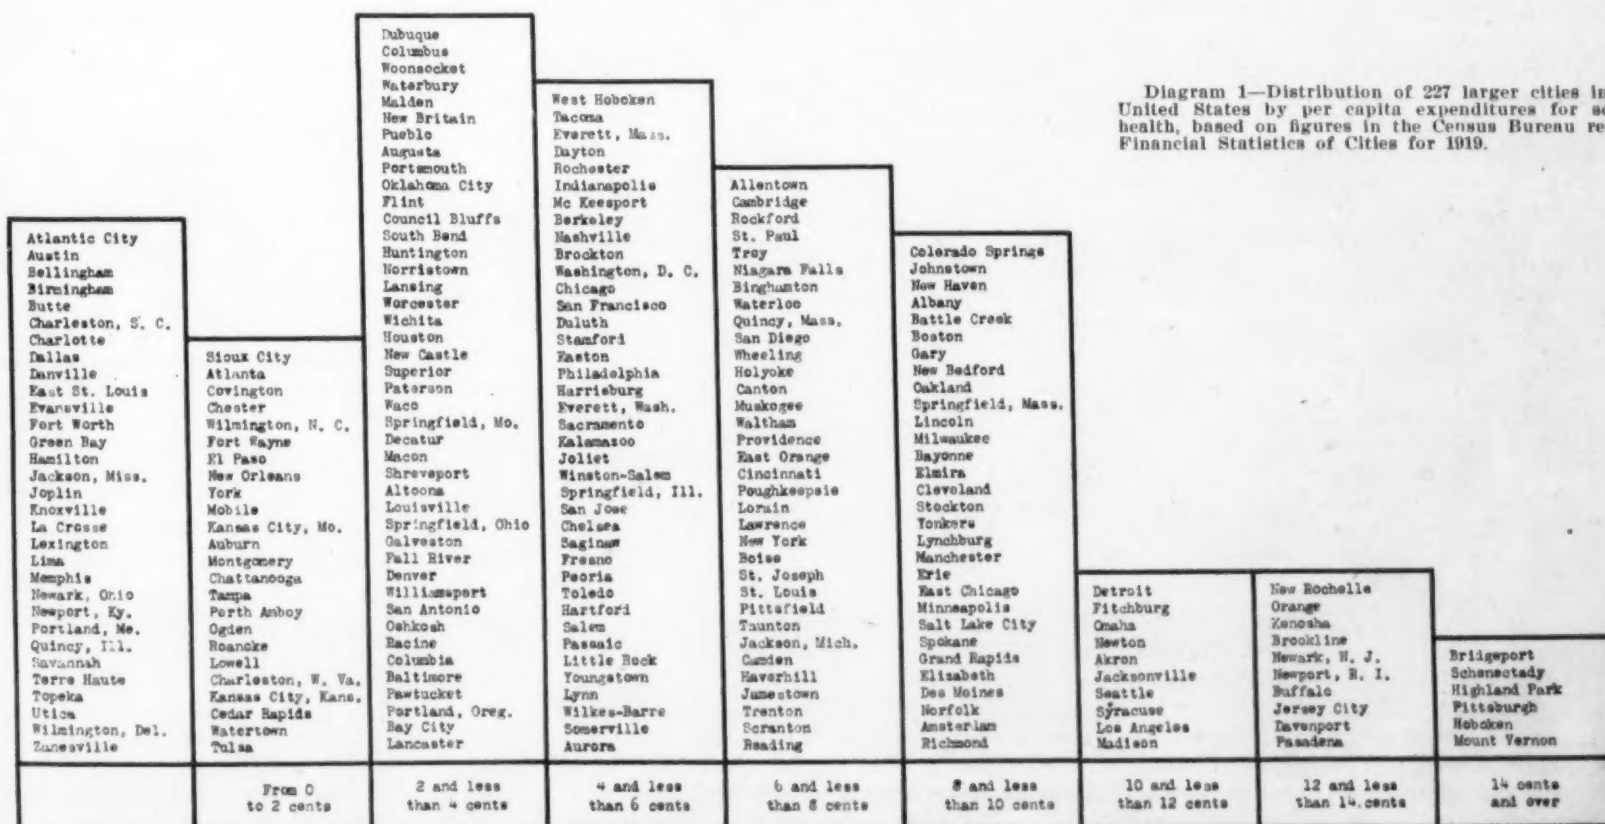 Diagram 1—Distribution of 227 larger cities in
United States by per capita expenditures for
health, based on figures in the Census Bureau
Financial Statistics of Cities for 1919.
Atlantic City
Austin
Bellingham
Birmingham
Butte
Charleston, S. C.
Charlotte
Dallas
Danville
East St. Louis
Evansville
Fort Worth
Green Bay
Hamilton
Jackson, Miss.
Joplin
Knoxville
La Crosse
Lexington
Lima
Memphis
Newark, Ohio
Newport, Ky.
Portland, Me.
Quincy, Ill.
Savannah
Terre Haute
Topeka
Utica
Wilmington, Del.
Zanesville
Sioux City
Atlanta
Covington
Chester
Wilmington, N. C.
Fort Wayne
El Paso
New Orleans
York
Mobile
Kansas City, Mo.
Auburn
Montgomery
Chattanooga
Tampa
Perth Amboy
Ogden
Roanoke
Lowell
Charleston, W. Va.
Kansas City, Kans.
Cedar Rapids
Watertown
Tulsa
From 0
to 2 cents
Dubuque
Columbus
Woonsocket
Waterbury
Malden
New Britain
Pueblo
Augusta
Portsmouth
Oklahoma City
Flint
Council Bluffs
South Bend
Huntington
Norristown
Lansing
Worcester
Wichita
Houston
New Castle
Superior
Paterson
Waco
Springfield, Mo.
Decatur
Macon
Shreveport
Altoona
Louisville
Springfield, Ohio
Galveston
Fall River
Denver
Williamsport
San Antonio
Oshkosh
Racine
Columbia
Baltimore
Pawtucket
Portland, Oreg.
Bay City
Lancaster
2 and less
than 4 cents
West Hoboken
Tacoma
Everett, Mass.
Dayton
Rochester
Indianapolis
Mc Keesport
Berkeley
Nashville
Brockton
Washington, D. C.
Chicago
San Francisco
Duluth
Stamford
Easton
Philadelphia
Harrisburg
Everett, Wash.
Sacramento
Kalamazoo
Joliet
Winston-Salem
Springfield, Ill.
San Jose
Chelsea
Saginaw
Fresno
Peoria
Toledo
Hartford
Salem
Passaic
Little Rock
Youngstown
Lynn
Wilkes-Barre
Somerville
Aurora
4 and less
than 6 cents
Allentown
Cambridge
Rockford
St. Paul
Troy
Niagara Falls
Binghamton
Waterloo
Quincy, Mass.
San Diego
Wheeling
Holyoke
Canton
Muskogee
Waltham
Providence
East Orange
Cincinnati
Poughkeepsie
Lorain
Lawrence
New York
Boise
St. Joseph
St. Louis
Pittsfield
Taunton
Jackson, Mich.
Camden
Haverhill
Jamestown
Trenton
Scranton
Reading
6 and less
than 8 cents
Colorado Springs
Johnstown
New Haven
Albany
Battle Creek
Boston
Gary
New Bedford
Oakland
Springfield, Mass.
Lincoln
Milwaukee
Bayonne
Elmira
Cleveland
Stockton
Yonkers
Lynchburg
Manchester
Erie
East Chicago
Minneapolis
Salt Lake City
Spokane
Grand Rapids
Elizabeth
Des Moines
Norfolk
Amsterdam
Richmond
8 and less
than 10 cents
Detroit
Fitchburg
Omaha
Newton
Akron
Jacksonville
Seattle
Syracuse
Los Angeles
Madison
10 and less
than 12 cents
New Rochelle
Orange
Kenosha
Brookline
Newark, N. J.
Newport, R. I.
Buffalo
Jersey City
Davenport
Pasadena
12 and less
than 14 cents
Bridgeport
Schenectady
Highland Park
Pittsburgh
Hoboken
Mount Vernon
14 cents
and over